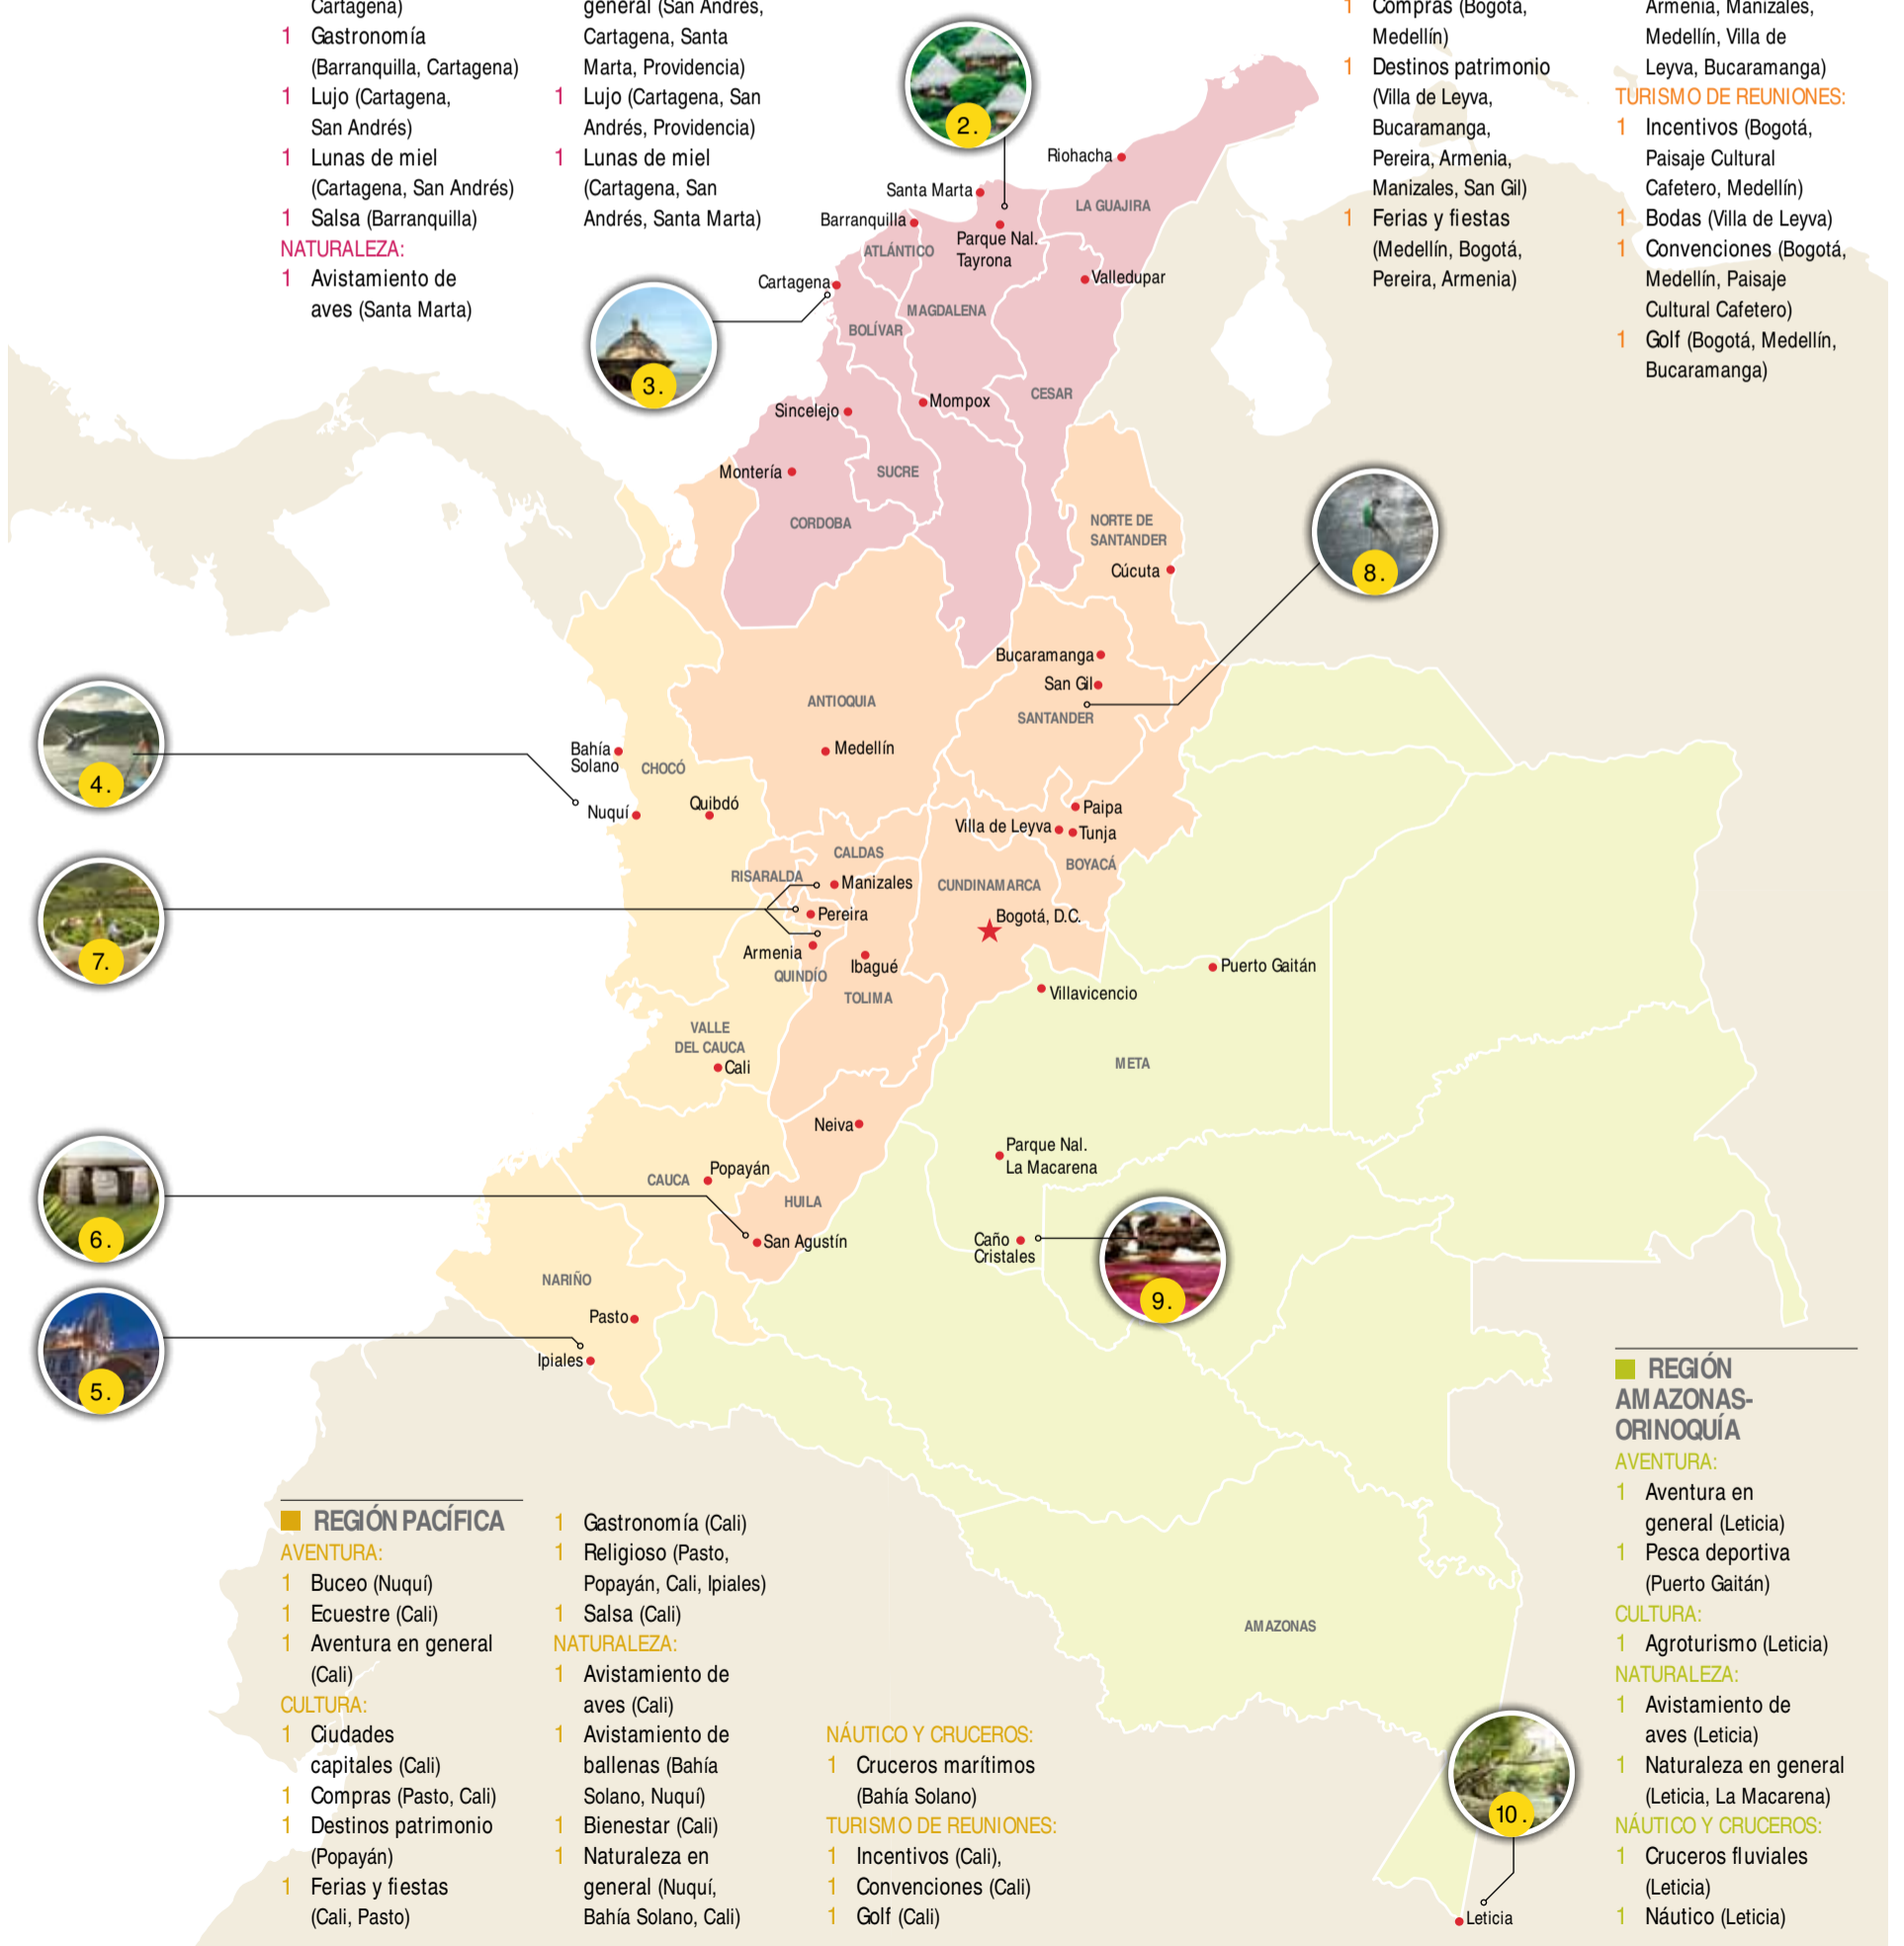 Cartagena)
1 Gastronomía
(Barranquilla, Cartagena)
1 Lujo (Cartagena,
San Andrés)
1 Lunas de miel
(Cartagena, San Andrés)
1 Salsa (Barranquilla)
NATURALEZA:
1 Avistamiento de
aves (Santa Marta)
general (San Andrés,
Cartagena, Santa
Marta, Providencia)
1 Lujo (Cartagena, San
Andrés, Providencia)
1 Lunas de miel
(Cartagena, San
Andrés, Santa Marta)
1 Compras (Bogotá,
Medellín)
1 Destinos patrimonio
(Villa de Leyva,
Bucaramanga,
Pereira, Armenia,
Manizales, San Gil)
1 Ferias y fiestas
(Medellín, Bogotá,
Pereira, Armenia)
Armenia, Manizales,
Medellín, Villa de
Leyva, Bucaramanga)
TURISMO DE REUNIONES:
1 Incentivos (Bogotá,
Paisaje Cultural
Cafetero, Medellín)
1 Bodas (Villa de Leyva)
1 Convenciones (Bogotá,
Medellín, Paisaje
Cultural Cafetero)
1 Golf (Bogotá, Medellín,
Bucaramanga)
2.
Riohacha
Santa Marta
LA GUAJIRA
Barranquilla
Parque Nal.
Tayrona
ATLÁNTICO
Valledupar
Cartagena
MAGDALENA
BOLÍVAR
3.
CESAR
Mompox
Sincelejo
Montería
SUCRE
CORDOBA
NORTE DE
SANTANDER
Cúcuta
8.
Bucaramanga
San Gil
SANTANDER
ANTIOQUIA
Medellín
Bahía
Solano
CHOCÓ
4.
Nuquí
Quibdó
Paipa
Villa de Leyva
Tunja
BOYACÁ
CALDAS
RISARALDA
Manizales
CUNDINAMARCA
Pereira
Bogotá, D.C.
7.
Armenia
QUINDÍO
Ibagué
TOLIMA
Puerto Gaitán
Villavicencio
VALLE
DEL CAUCA
Cali
META
Neiva
Parque Nal.
La Macarena
Popayán
CAUCA
HUILA
6.
San Agustín
Caño
Cristales
9.
NARIÑO
Pasto
Ipiales
5.
AMAZONAS
10.
Leticia
REGIÓN PACÍFICA
AVENTURA:
1 Buceo (Nuquí)
1 Ecuestre (Cali)
1 Aventura en general
(Cali)
CULTURA:
1 Ciudades
capitales (Cali)
1 Compras (Pasto, Cali)
1 Destinos patrimonio
(Popayán)
1 Ferias y fiestas
(Cali, Pasto)
1 Gastronomía (Cali)
1 Religioso (Pasto,
Popayán, Cali, Ipiales)
1 Salsa (Cali)
NATURALEZA:
1 Avistamiento de
aves (Cali)
1 Avistamiento de
ballenas (Bahía
Solano, Nuquí)
1 Bienestar (Cali)
1 Naturaleza en
general (Nuquí,
Bahía Solano, Cali)
NÁUTICO Y CRUCEROS:
1 Cruceros marítimos
(Bahía Solano)
TURISMO DE REUNIONES:
1 Incentivos (Cali),
1 Convenciones (Cali)
1 Golf (Cali)
REGIÓN
AMAZONAS-
ORINOQUÍA
AVENTURA:
1 Aventura en
general (Leticia)
1 Pesca deportiva
(Puerto Gaitán)
CULTURA:
1 Agroturismo (Leticia)
NATURALEZA:
1 Avistamiento de
aves (Leticia)
1 Naturaleza en general
(Leticia, La Macarena)
NÁUTICO Y CRUCEROS:
1 Cruceros fluviales
(Leticia)
1 Náutico (Leticia)